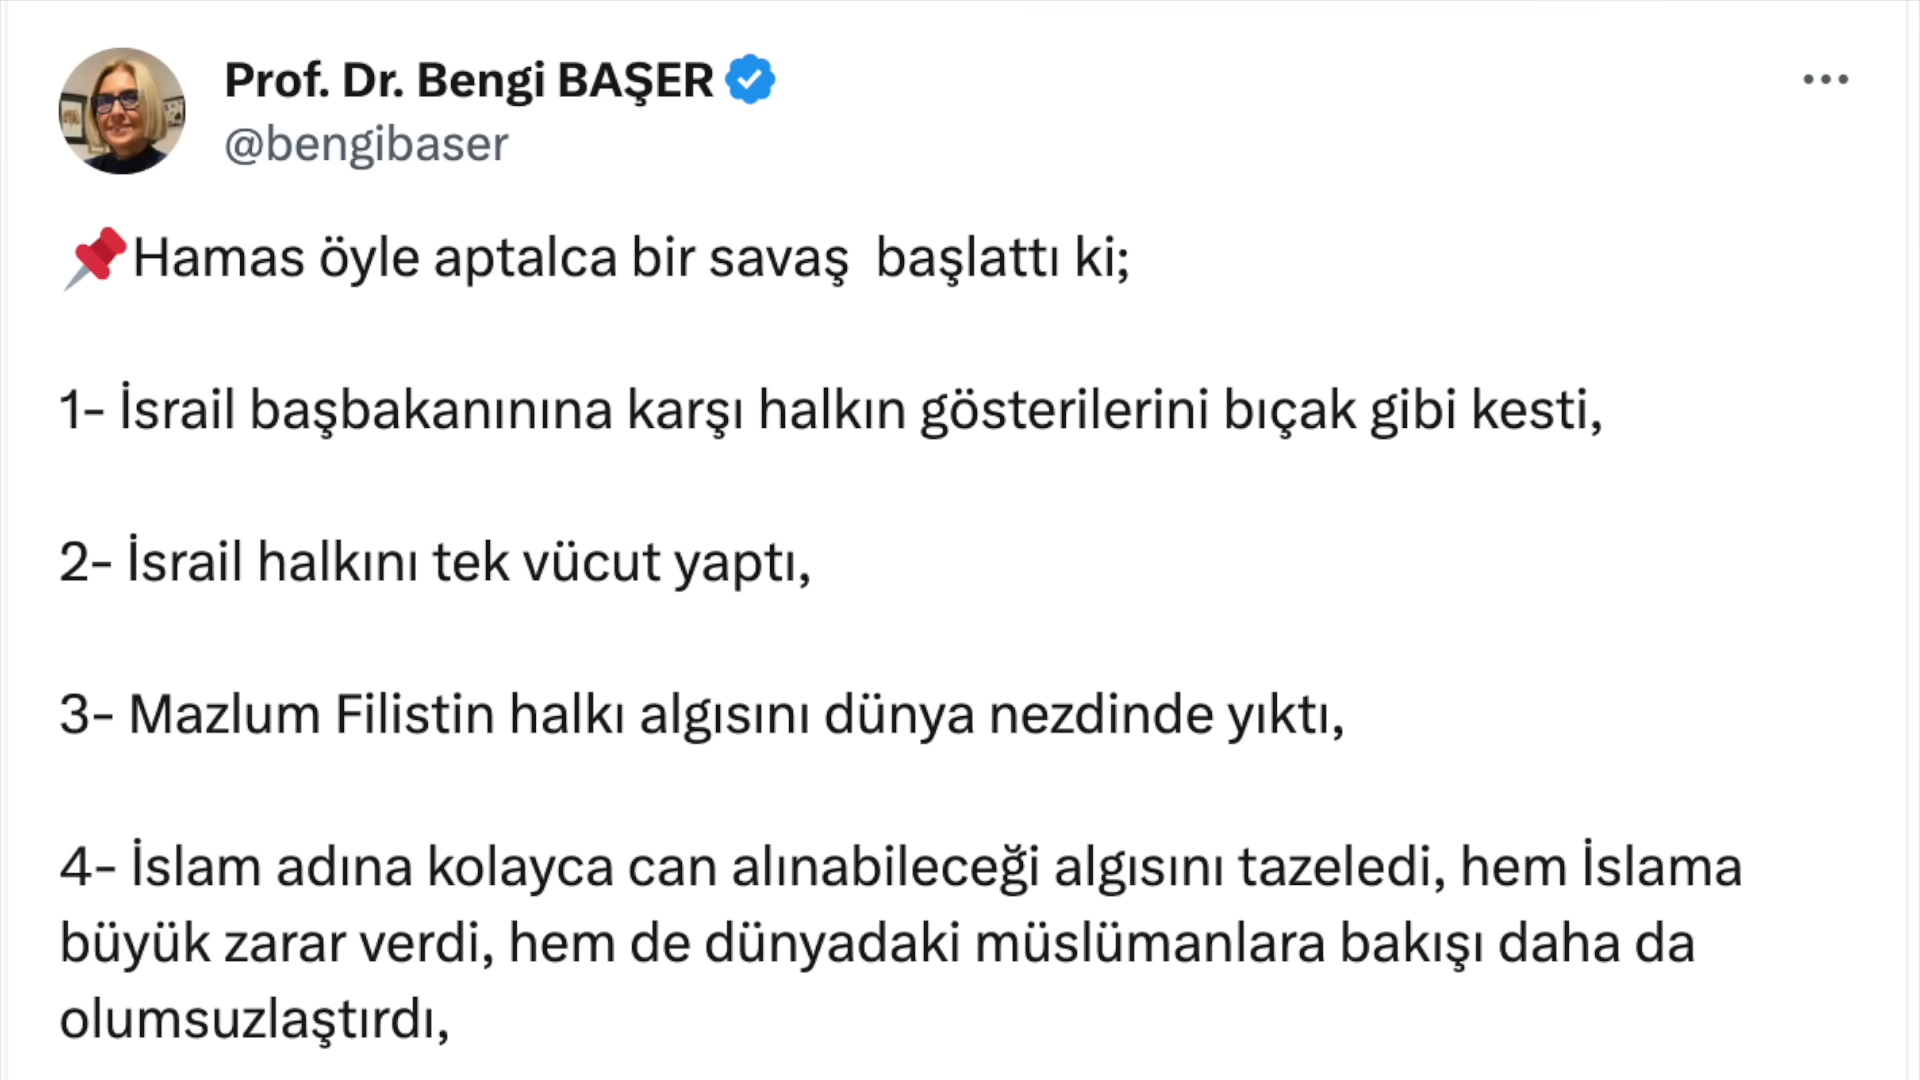 Prof. Dr. Bengi BAŞER
@bengibaser
📌Hamas öyle aptalca bir savaş  başlattı ki;
1- İsrail başbakanınına karşı halkın gösterilerini bıçak gibi kesti,
2- İsrail halkını tek vücut yaptı,
3- Mazlum Filistin halkı algısını dünya nezdinde yıktı,
4- İslam adına kolayca can alınabileceği algısını tazeledi, hem İslama
büyük zarar verdi, hem de dünyadaki müslümanlara bakışı daha da
olumsuzlaştırdı,